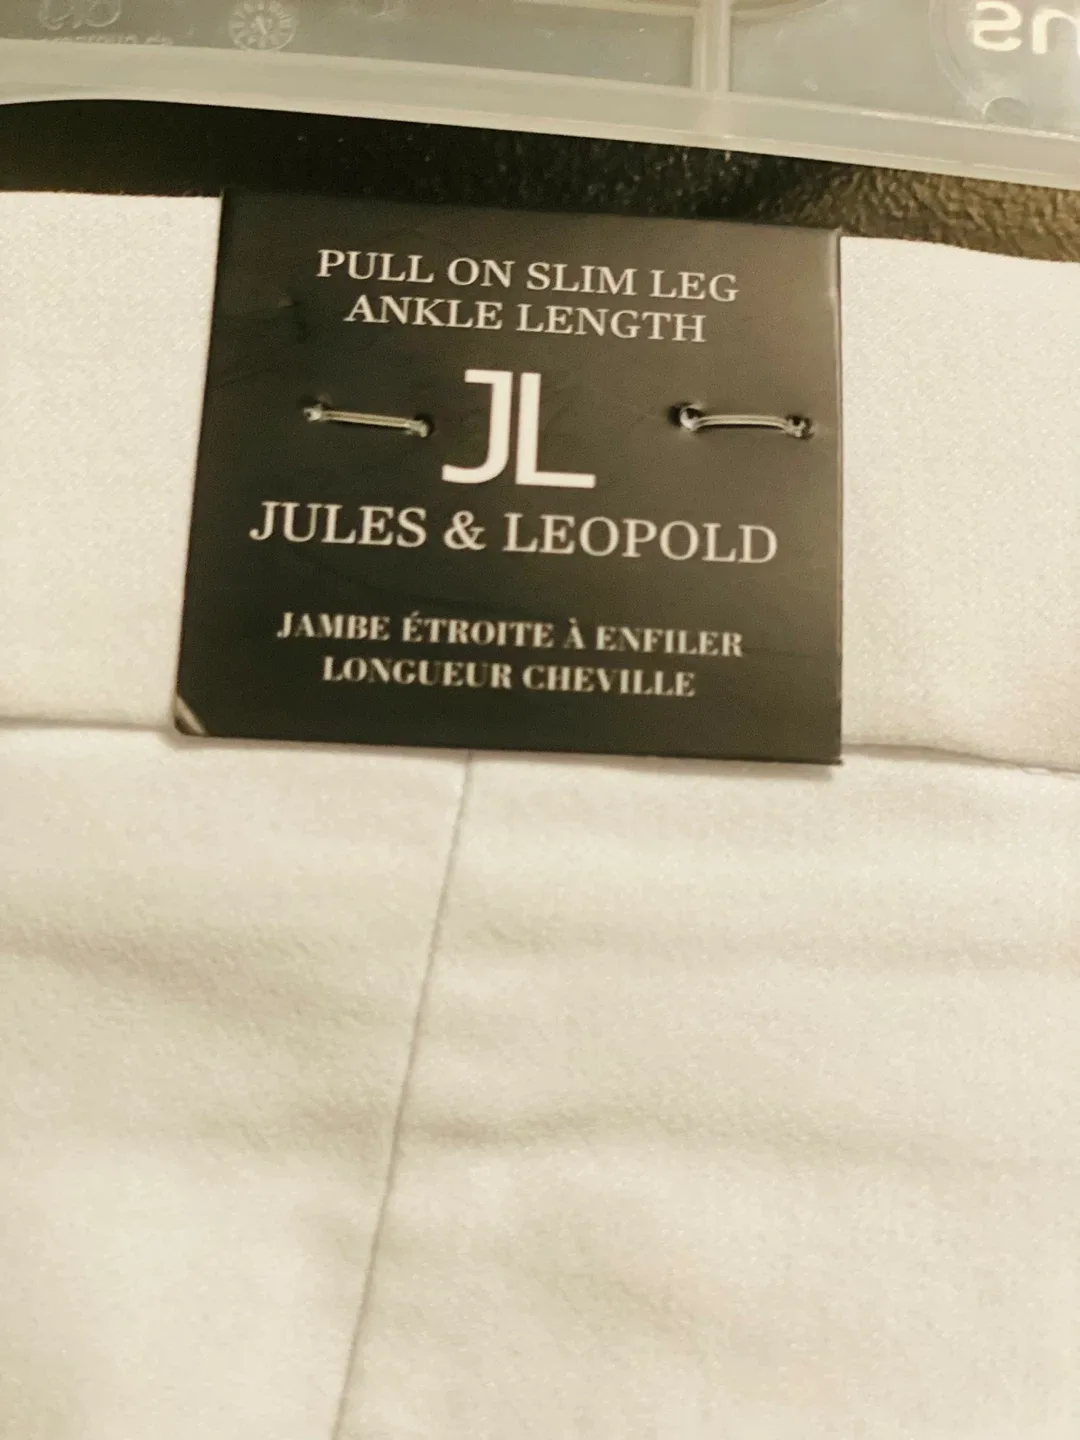 PULL ON SLIM LEG
ANKLE LENGTH
JL
JULES & LEOPOLD
JAMBE ÉTROITE À ENFILER
LONGUEUR CHEVILLE